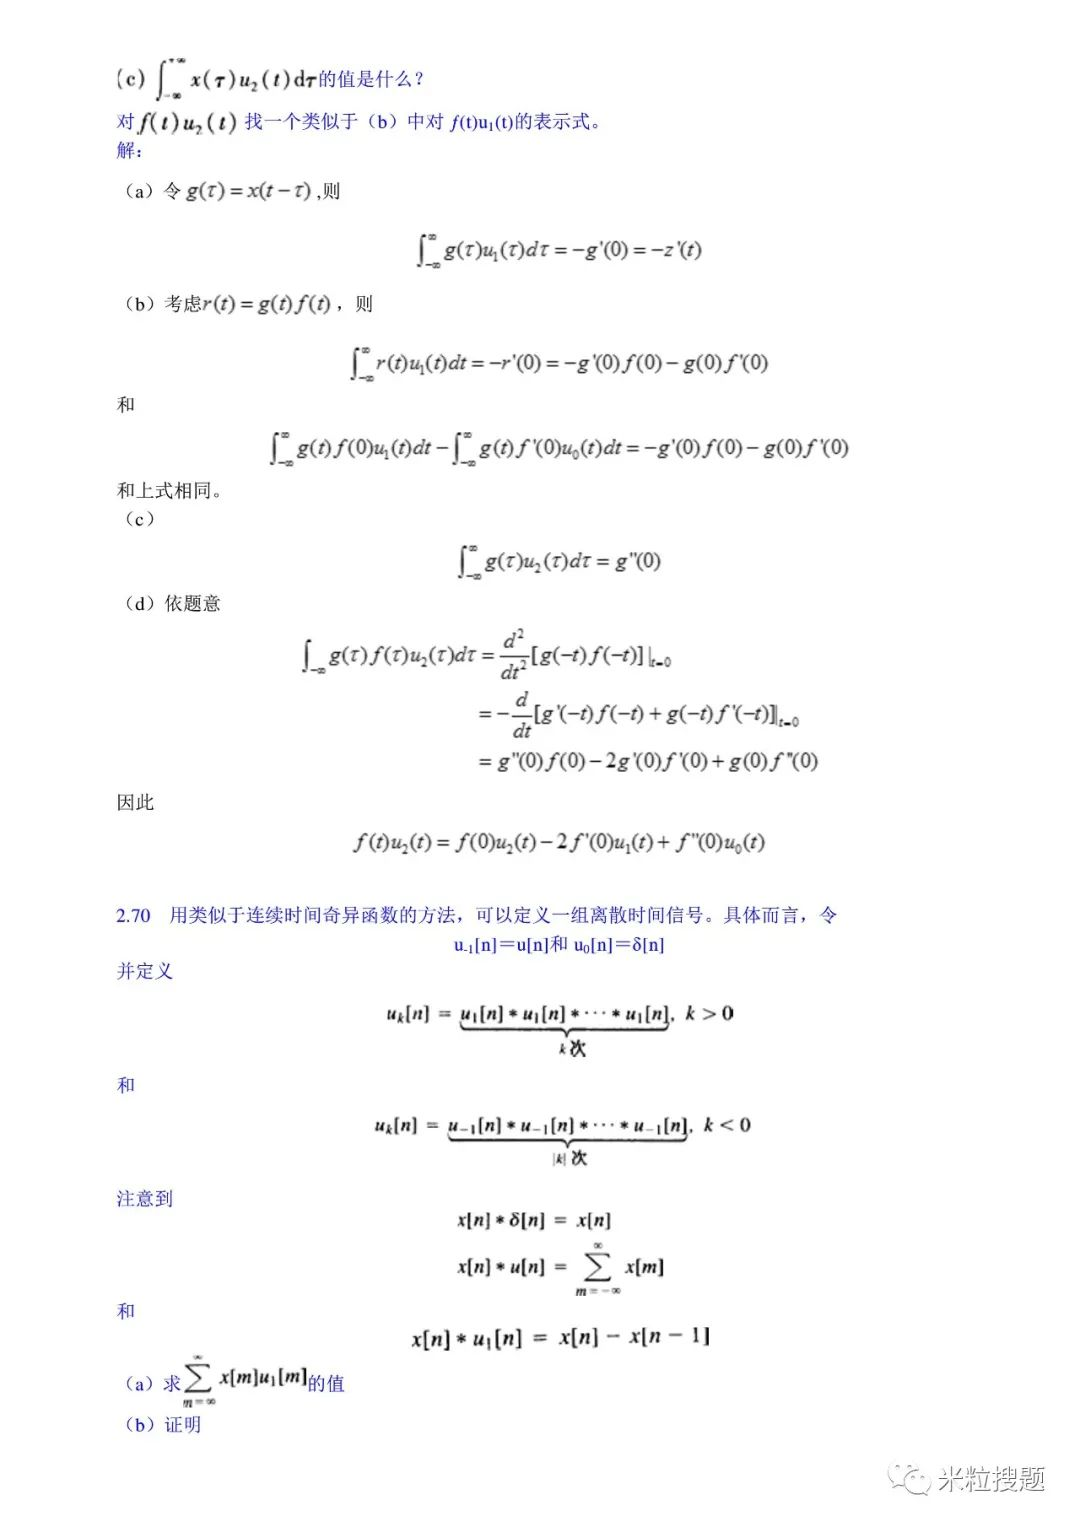 (c) ∫_{-∞}^{+∞} x(τ)u₂(t)dτ的值是什么?
对f(t)u₂(t) 找一个类似于（b）中对 f(t)u₁(t)的表示式。
解:
（a）令 g(τ) = x(t − τ) ,则
∫_{-∞}^{∞} g(τ)u₁(τ)dτ = −g'(0) = −z'(t)
（b）考虑r(t) = g(t)f(t) ，则
∫_{-∞}^{∞} r(t)u₁(t)dt = −r'(0) = −g'(0)f(0) − g(0)f'(0)
和
∫_{-∞}^{∞} g(t)f(0)u₁(t)dt − ∫_{-∞}^{∞} g(t)f'(0)u₀(t)dt = −g'(0)f(0) − g(0)f'(0)
和上式相同。
（c）
∫_{-∞}^{∞} g(τ)u₂(τ)dτ = g''(0)
（d）依题意
∫_{-∞} g(τ)f(τ)u₂(τ)dτ = d²/dt² [g(−t)f(−t)]|_{t=0}
= −d/dt [g'(−t)f(−t) + g(−t)f'(−t)]|_{t=0}
= g''(0)f(0) − 2g'(0)f'(0) + g(0)f''(0)
因此
f(t)u₂(t) = f(0)u₂(t) − 2f'(0)u₁(t) + f''(0)u₀(t)
2.70 用类似于连续时间奇异函数的方法，可以定义一组离散时间信号。具体而言，令
u₋₁[n]＝u[n]和 u₀[n]＝δ[n]
并定义
uₖ[n] = u₁[n] * u₁[n] * ··· * u₁[n], k > 0
k 次
和
uₖ[n] = u₋₁[n] * u₋₁[n] * ··· * u₋₁[n], k < 0
|k| 次
注意到
x[n] * δ[n] = x[n]
x[n] * u[n] = ∑_{m=−∞}^{∞} x[m]
和
x[n] * u₁[n] = x[n] − x[n − 1]
（a）求∑_{m=∞}^{∞} x[m]u₁[m]的值
（b）证明
米粒搜题